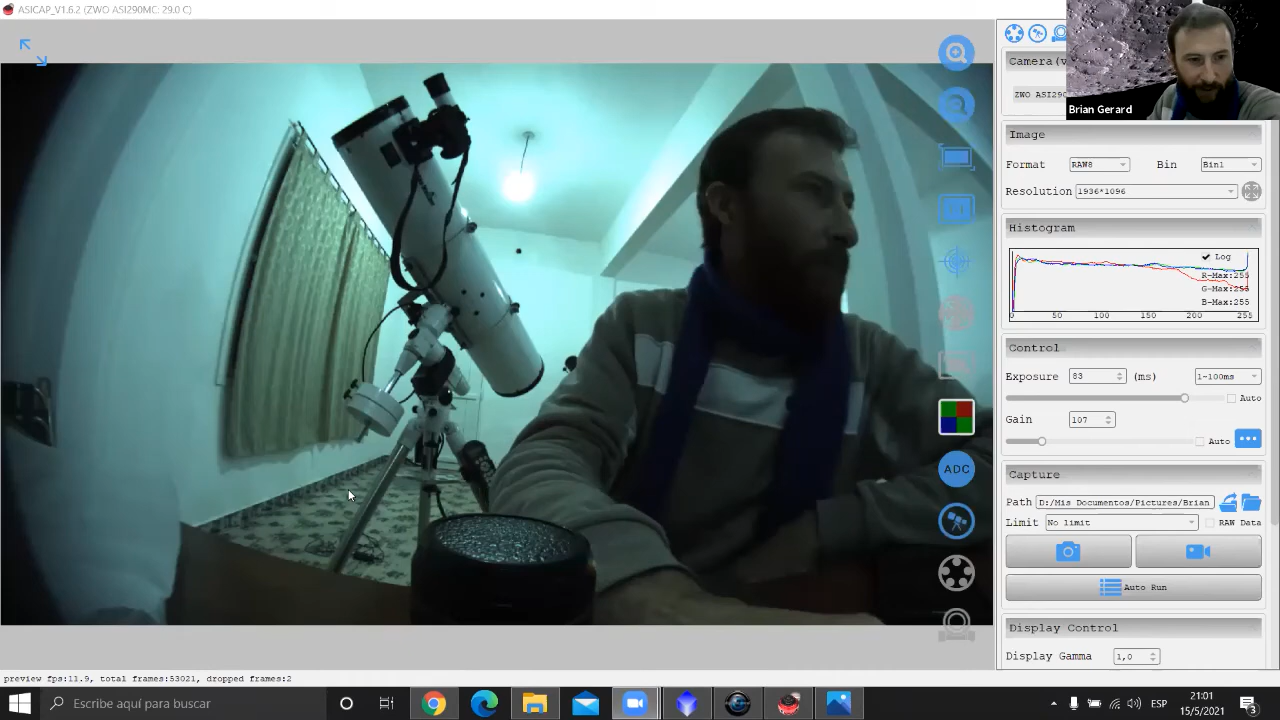 ASICAP_V1.6.2 (ZWO ASI290MC: 29.0 C)
Brian Gerard
Camera(v
ZWO ASI290
Image
Format RAW8 Bin Bin1
Resolution 1936*1096
Histogram
Log
R-Max:255
G-Max:255
B-Max:255
0 50 100 150 200 255
Control
Exposure 83 (ms) 1-100ms
Auto
Gain 107
Auto
Capture
Path D:/Mis Documentos/Pictures/Brian
Limit No limit RAW Data
Auto Run
Display Control
Display Gamma 1,0
ADC
preview fps:11.9, total frames:53021, dropped frames:2
Escribe aquí para buscar
ESP
21:01
15/5/2021
3